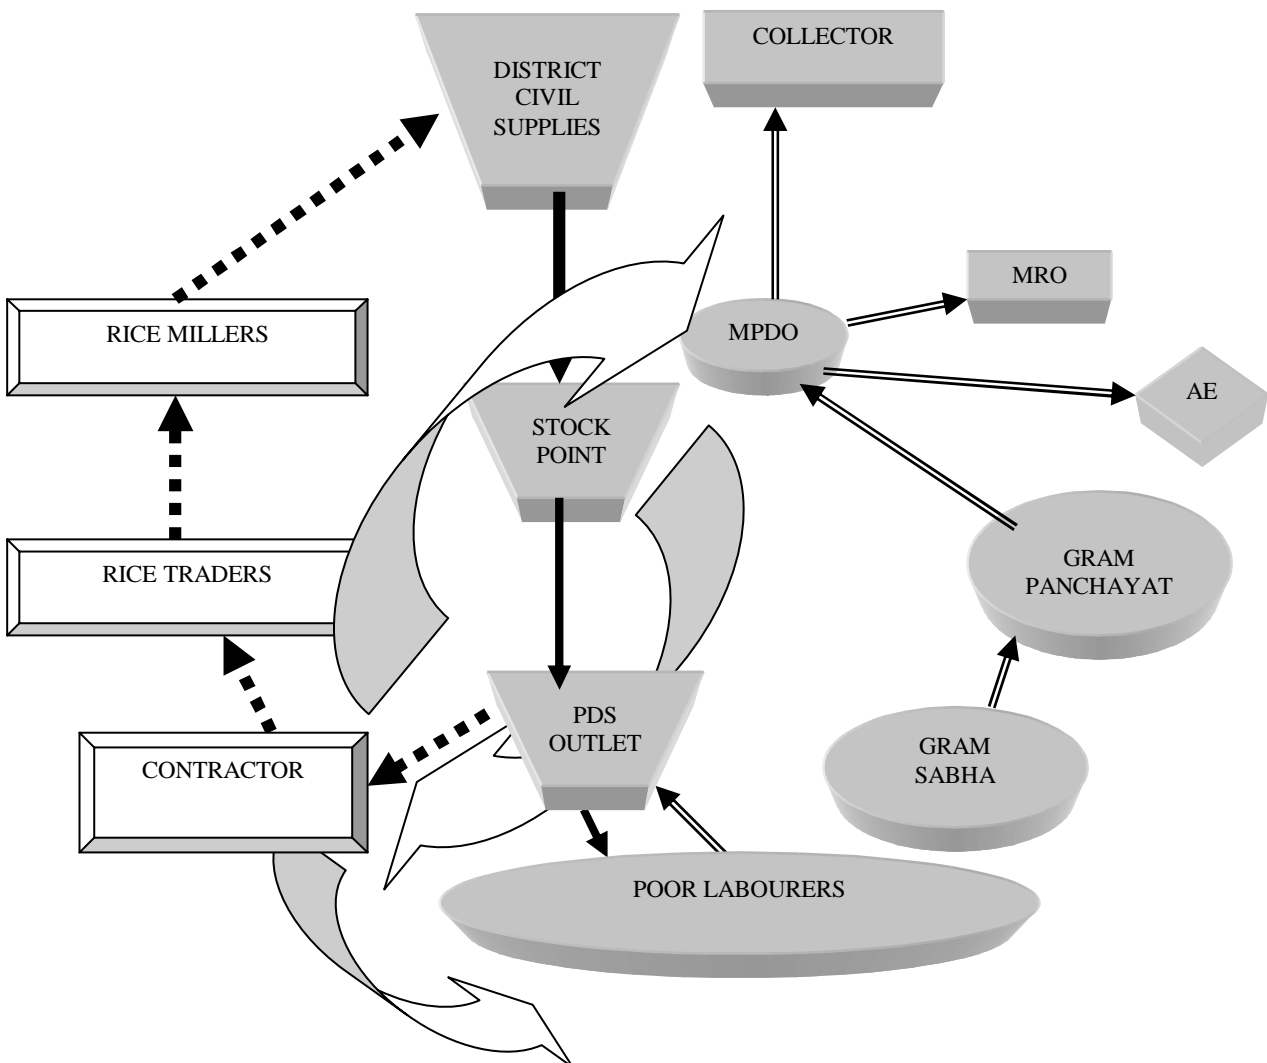 COLLECTOR
DISTRICT
CIVIL
SUPPLIES
MRO
RICE MILLERS
MPDO
AE
STOCK
POINT
RICE TRADERS
GRAM
PANCHAYAT
PDS
OUTLET
GRAM
SABHA
CONTRACTOR
POOR LABOURERS